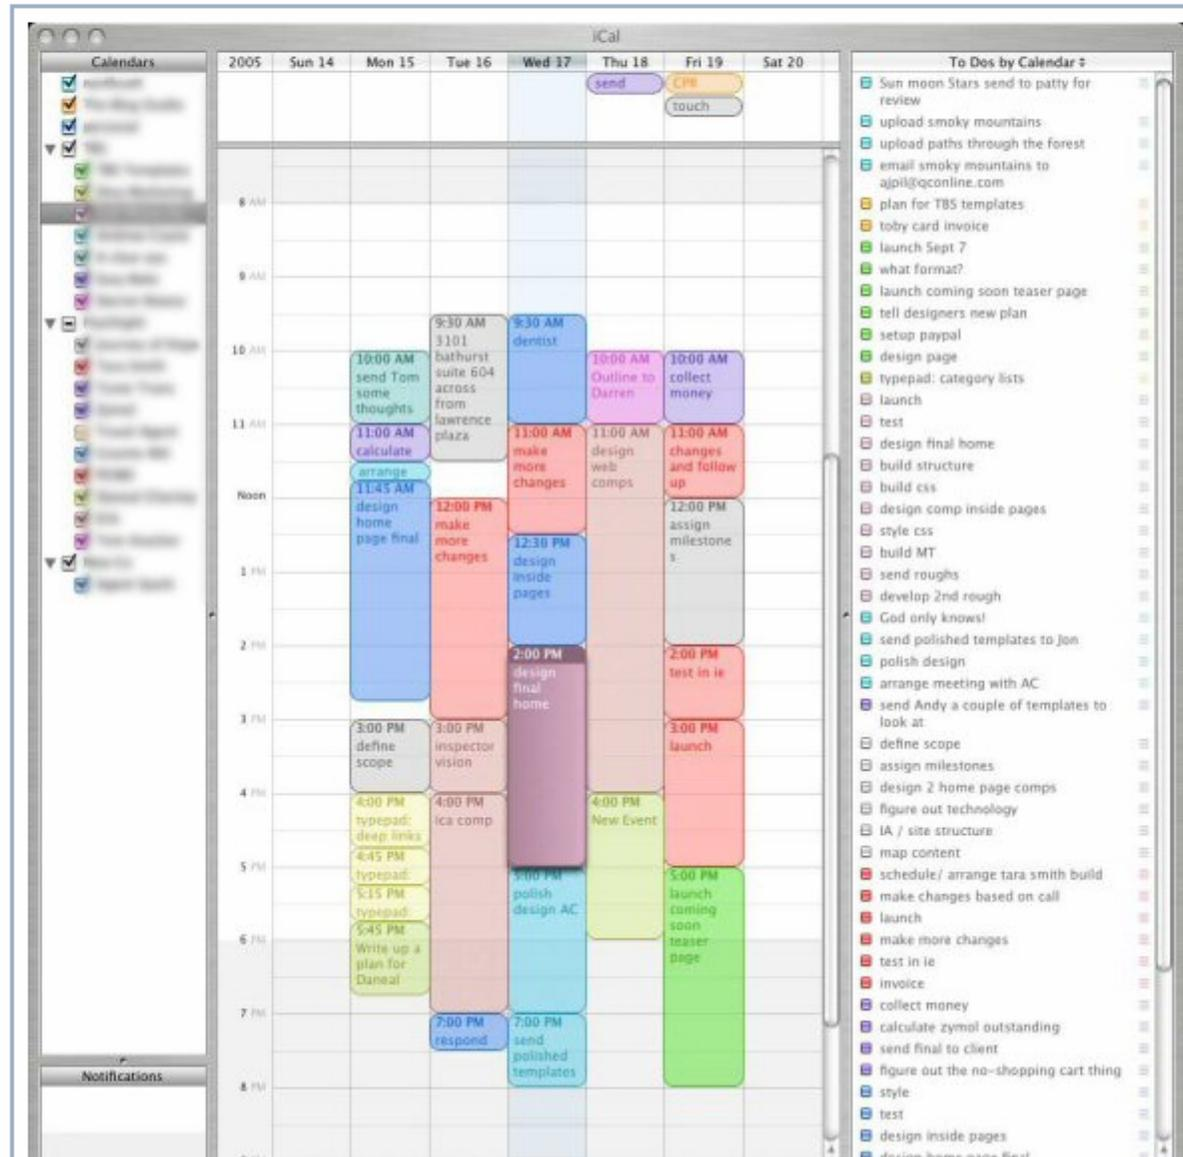 iCal
Calendars
personal
TBS
Notifications
2005 Sun 14 Mon 15 Tue 16 Wed 17 Thu 18 Fri 19 Sat 20
send
CPR
touch
8 AM
9 AM
10 AM
11 AM
Noon
1 PM
2 PM
3 PM
4 PM
5 PM
6 PM
7 PM
8 PM
10:00 AM
send Tom
some
thoughts
11:00 AM
calculate
arrange
11:45 AM
design
home
page final
3:00 PM
define
scope
4:00 PM
typepad:
deep links
4:45 PM
typepad:
5:15 PM
typepad:
5:45 PM
Write up a
plan for
Daneal
9:30 AM
3101
bathurst
suite 604
across
from
lawrence
plaza
12:00 PM
make
more
changes
3:00 PM
inspector
vision
4:00 PM
ica comp
7:00 PM
respond
9:30 AM
dentist
11:00 AM
make
more
changes
12:30 PM
design
inside
pages
2:00 PM
design
final
home
5:00 PM
polish
design AC
7:00 PM
send
polished
templates
10:00 AM
Outline to
Darren
11:00 AM
design
web
comps
4:00 PM
New Event
10:00 AM
collect
money
11:00 AM
changes
and follow
up
12:00 PM
assign
milestone
s
2:00 PM
test in ie
3:00 PM
launch
5:00 PM
launch
coming
soon
teaser
page
To Dos by Calendar
Sun moon Stars send to patty for
review
upload smoky mountains
upload paths through the forest
email smoky mountains to
ajpil@qconline.com
plan for TBS templates
toby card invoice
launch Sept 7
what format?
launch coming soon teaser page
tell designers new plan
setup paypal
design page
typepad: category lists
launch
test
design final home
build structure
build css
design comp inside pages
style css
build MT
send roughs
develop 2nd rough
God only knows!
send polished templates to Jon
polish design
arrange meeting with AC
send Andy a couple of templates to
look at
define scope
assign milestones
design 2 home page comps
figure out technology
IA / site structure
map content
schedule/ arrange tara smith build
make changes based on call
launch
make more changes
test in ie
invoice
collect money
calculate zymol outstanding
send final to client
figure out the no-shopping cart thing
style
test
design inside pages
design home page final